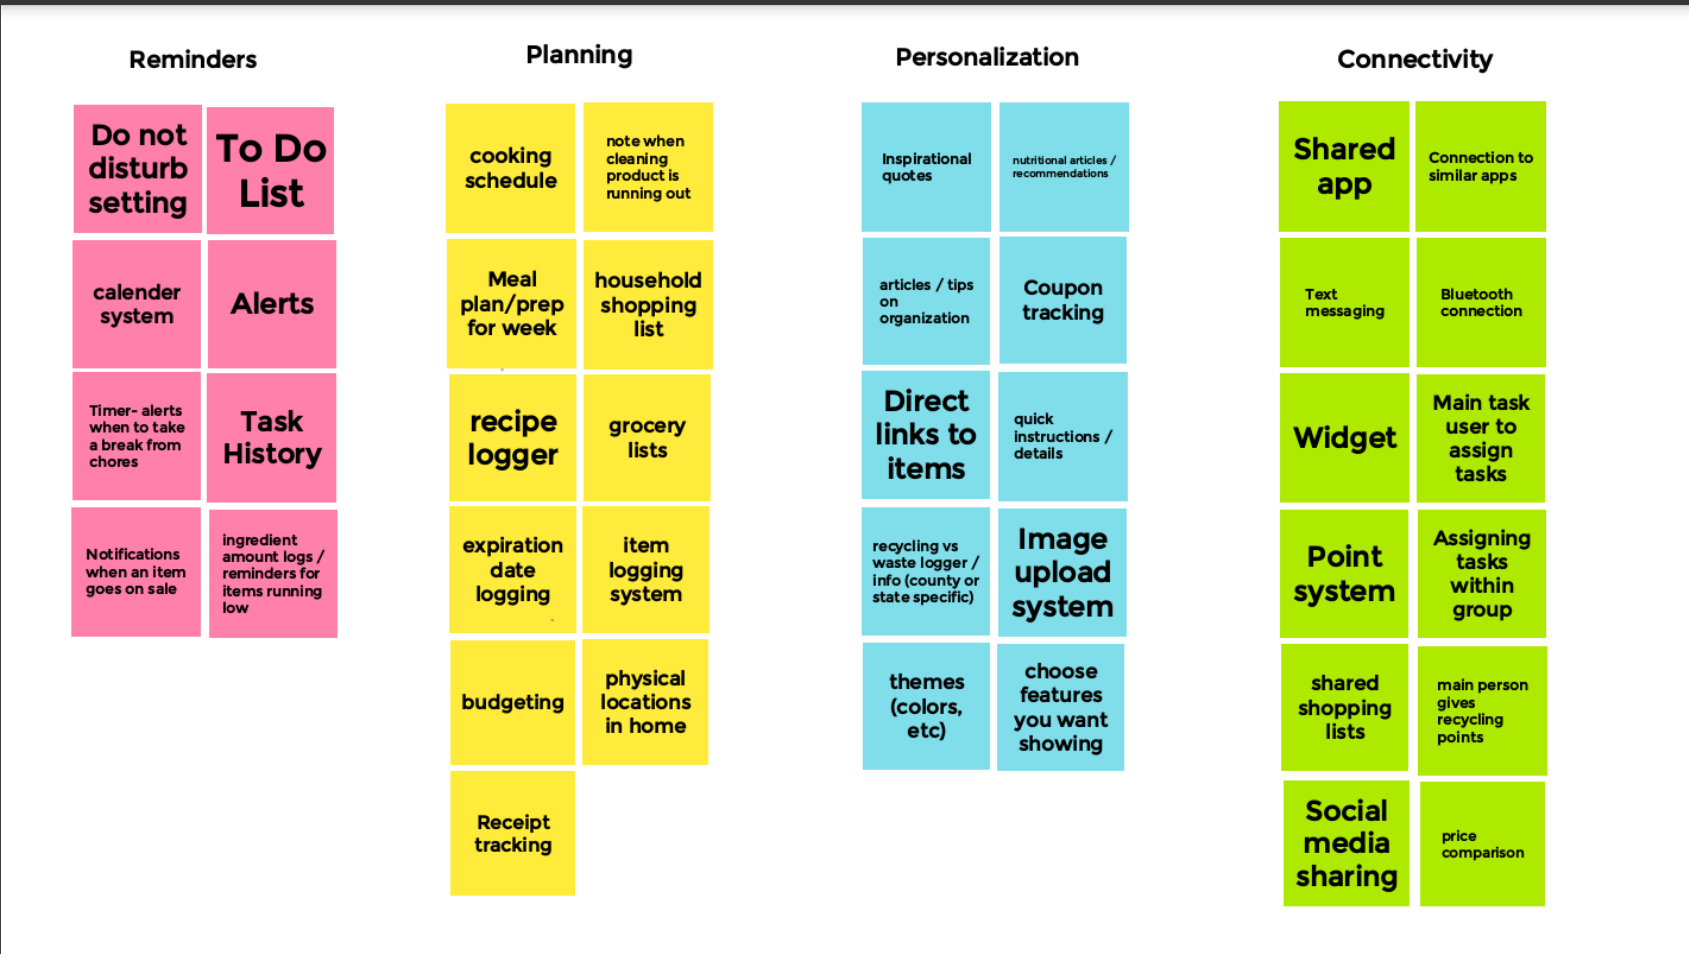 Reminders
Do not
disturb
setting
To Do
List
calender
system
Alerts
Timer- alerts
when to take
a break from
chores
Task
History
Notifications
when an item
goes on sale
ingredient
amount logs /
reminders for
items running
low
Planning
cooking
schedule
note when
cleaning
product is
running out
Meal
plan/prep
for week
household
shopping
list
recipe
logger
grocery
lists
expiration
date
logging
item
logging
system
budgeting
physical
locations
in home
Receipt
tracking
Personalization
Inspirational
quotes
nutritional articles /
recommendations
articles / tips
on
organization
Coupon
tracking
Direct
links to
items
quick
instructions /
details
recycling vs
waste logger /
info (county or
state specific)
Image
upload
system
themes
(colors,
etc)
choose
features
you want
showing
Connectivity
Shared
app
Connection to
similar apps
Text
messaging
Bluetooth
connection
Widget
Main task
user to
assign
tasks
Point
system
Assigning
tasks
within
group
shared
shopping
lists
main person
gives
recycling
points
Social
media
sharing
price
comparison